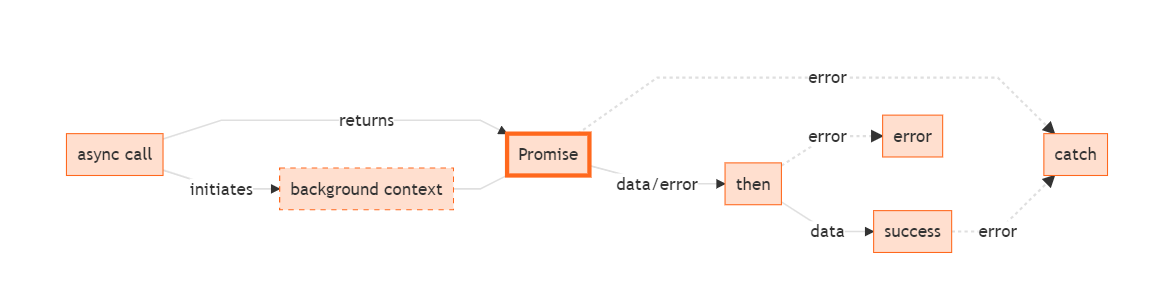 error
returns
error
error
async call
Promise
catch
initiates
background context
data/error
then
data
success
error